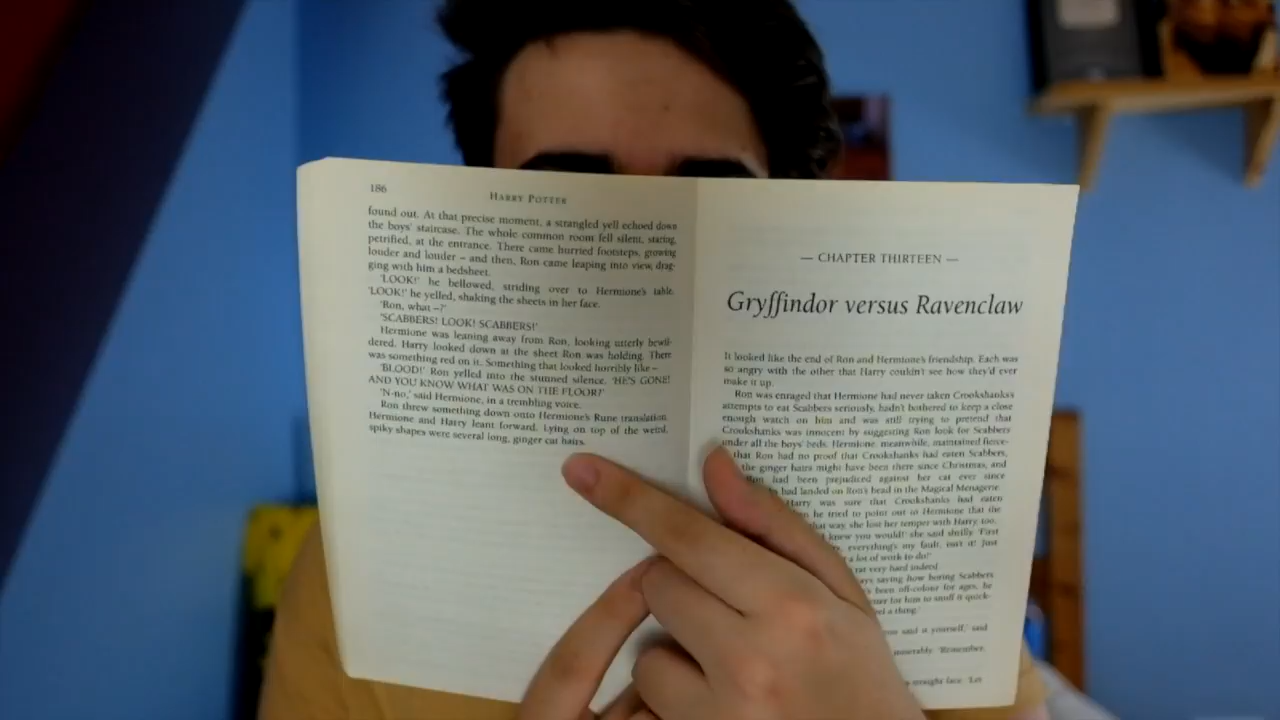 186
HARRY POTTER
found out. At that precise moment, a strangled yell echoed down
the boys' staircase. The whole common room fell silent, staring,
petrified, at the entrance. There came hurried footsteps, growing
louder and louder – and then, Ron came leaping into view, drag-
ging with him a bedsheet.
'LOOK!' he bellowed, striding over to Hermione's table.
'LOOK!' he yelled, shaking the sheets in her face.
'Ron, what –?'
'SCABBERS! LOOK! SCABBERS!'
Hermione was leaning away from Ron, looking utterly bewil-
dered. Harry looked down at the sheet Ron was holding. There
was something red on it. Something that looked horribly like –
'BLOOD!' Ron yelled into the stunned silence. 'HE'S GONE!
AND YOU KNOW WHAT WAS ON THE FLOOR?'
'N-no,' said Hermione, in a trembling voice.
Ron threw something down onto Hermione's Rune translation.
Hermione and Harry leant forward. Lying on top of the weird,
spiky shapes were several long, ginger cat hairs.
— CHAPTER THIRTEEN —
Gryffindor versus Ravenclaw
It looked like the end of Ron and Hermione's friendship. Each was
so angry with the other that Harry couldn't see how they'd ever
make it up.
Ron was enraged that Hermione had never taken Crookshanks's
attempts to eat Scabbers seriously, hadn't bothered to keep a close
enough watch on him and was still trying to pretend that
Crookshanks was innocent by suggesting Ron look for Scabbers
under all the boys' beds. Hermione, meanwhile, maintained fierce-
that Ron had no proof that Crookshanks had eaten Scabbers,
the ginger hairs might have been there since Christmas, and
Ron had been prejudiced against her cat ever since
had landed on Ron's head in the Magical Menagerie.
Harry was sure that Crookshanks had eaten
he tried to point out to Hermione that the
that way, she lost her temper with Harry, too.
knew you would!' she said shrilly. 'First
everything's my fault, isn't it! Just
a lot of work to do!'
rat very hard indeed.
saying how boring Scabbers
been off-colour for ages, he
for him to snuff it quick-
a thing.'
you said it yourself,' said
miserably. 'Remember,
straight face. 'Let